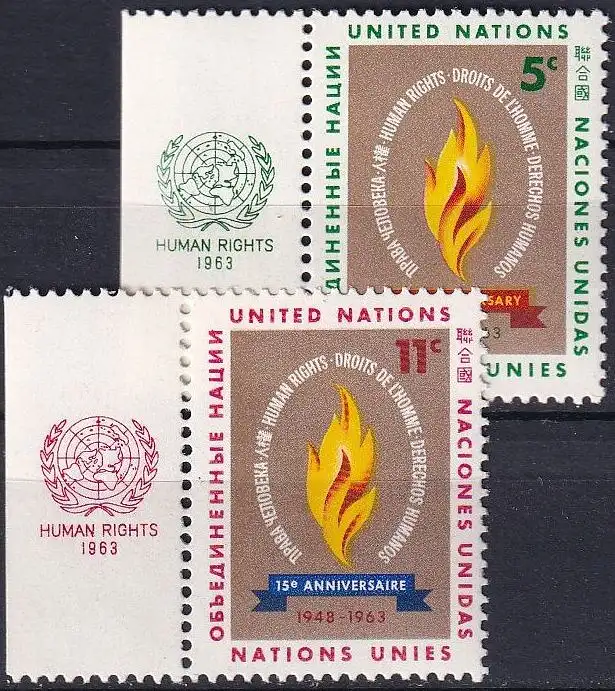 UNITED NATIONS
5c
聯合國
NACIONES UNIDAS
ДИНЕННЫЕ НАЦИИ
ПРАВА ЧЕЛОВЕКА · 人權 · HUMAN RIGHTS · DROITS DE L'HOMME · DERECHOS HUMANOS
SARY
UNIES
HUMAN RIGHTS
1963
UNITED NATIONS
11c
聯合國
NACIONES UNIDAS
ОБЪЕДИНЕННЫЕ НАЦИИ
ПРАВА ЧЕЛОВЕКА · 人權 · HUMAN RIGHTS · DROITS DE L'HOMME · DERECHOS HUMANOS
15e ANNIVERSAIRE
1948-1963
NATIONS UNIES
HUMAN RIGHTS
1963